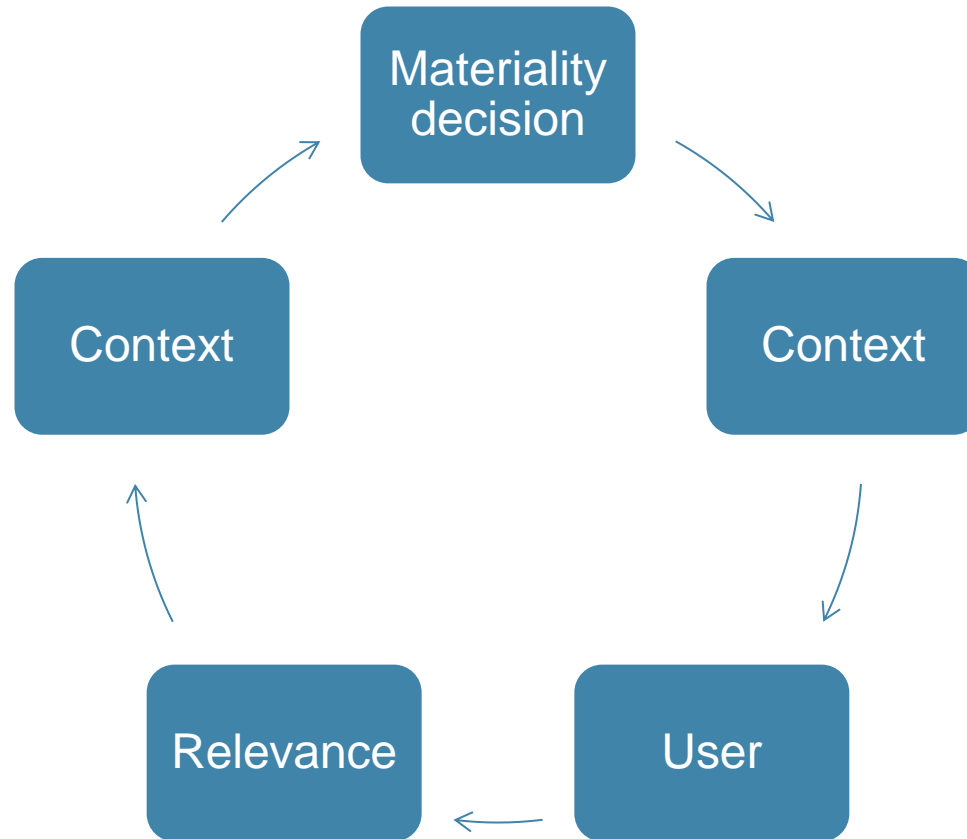 Materiality
decision
Context
Context
Relevance
User